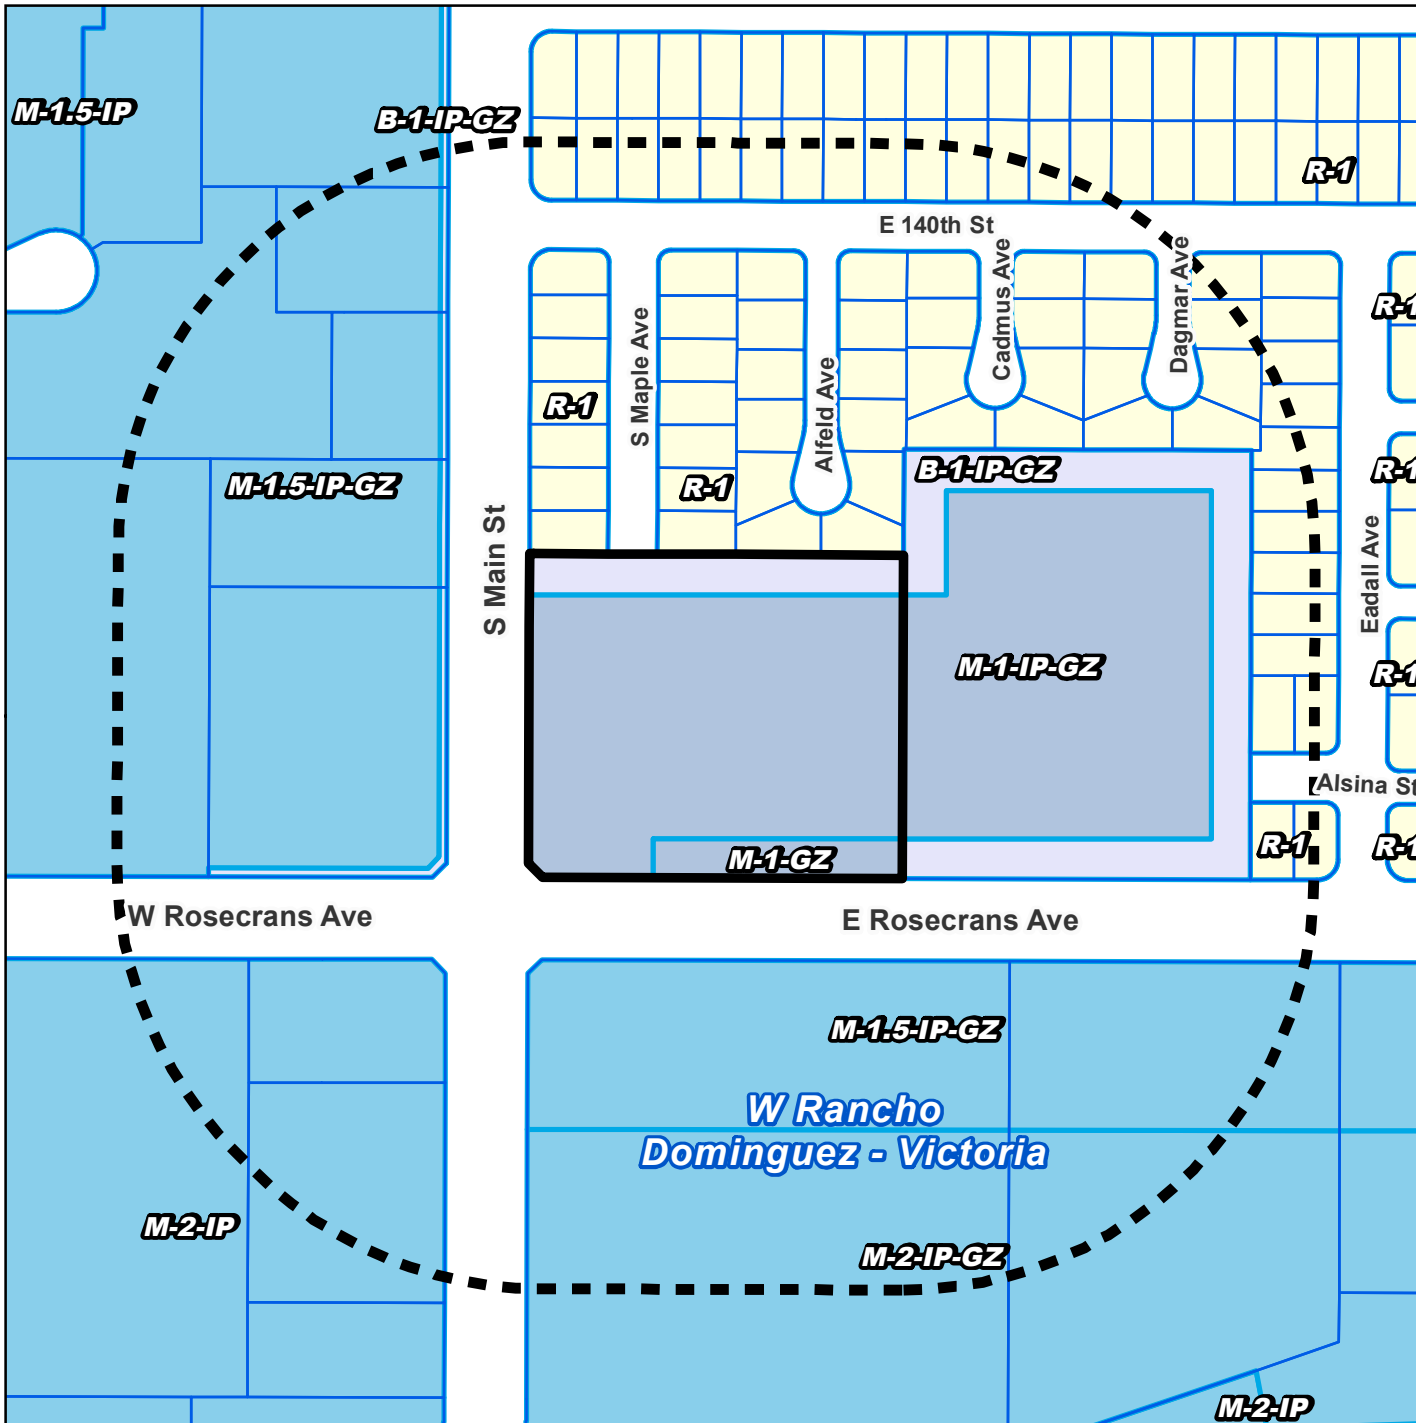 M-1.5-IP
B-1-IP-GZ
R-1
E 140th St
Cadmus Ave
Dagmar Ave
R-1
S Maple Ave
Alfeld Ave
R-1
R-1
B-1-IP-GZ
R-1
M-1.5-IP-GZ
S Main St
Eadall Ave
M-1-IP-GZ
R-1
Alsina St
M-1-GZ
R-1
R-1
W Rosecrans Ave
E Rosecrans Ave
M-1.5-IP-GZ
W Rancho
Dominguez - Victoria
M-2-IP
M-2-IP-GZ
M-2-IP